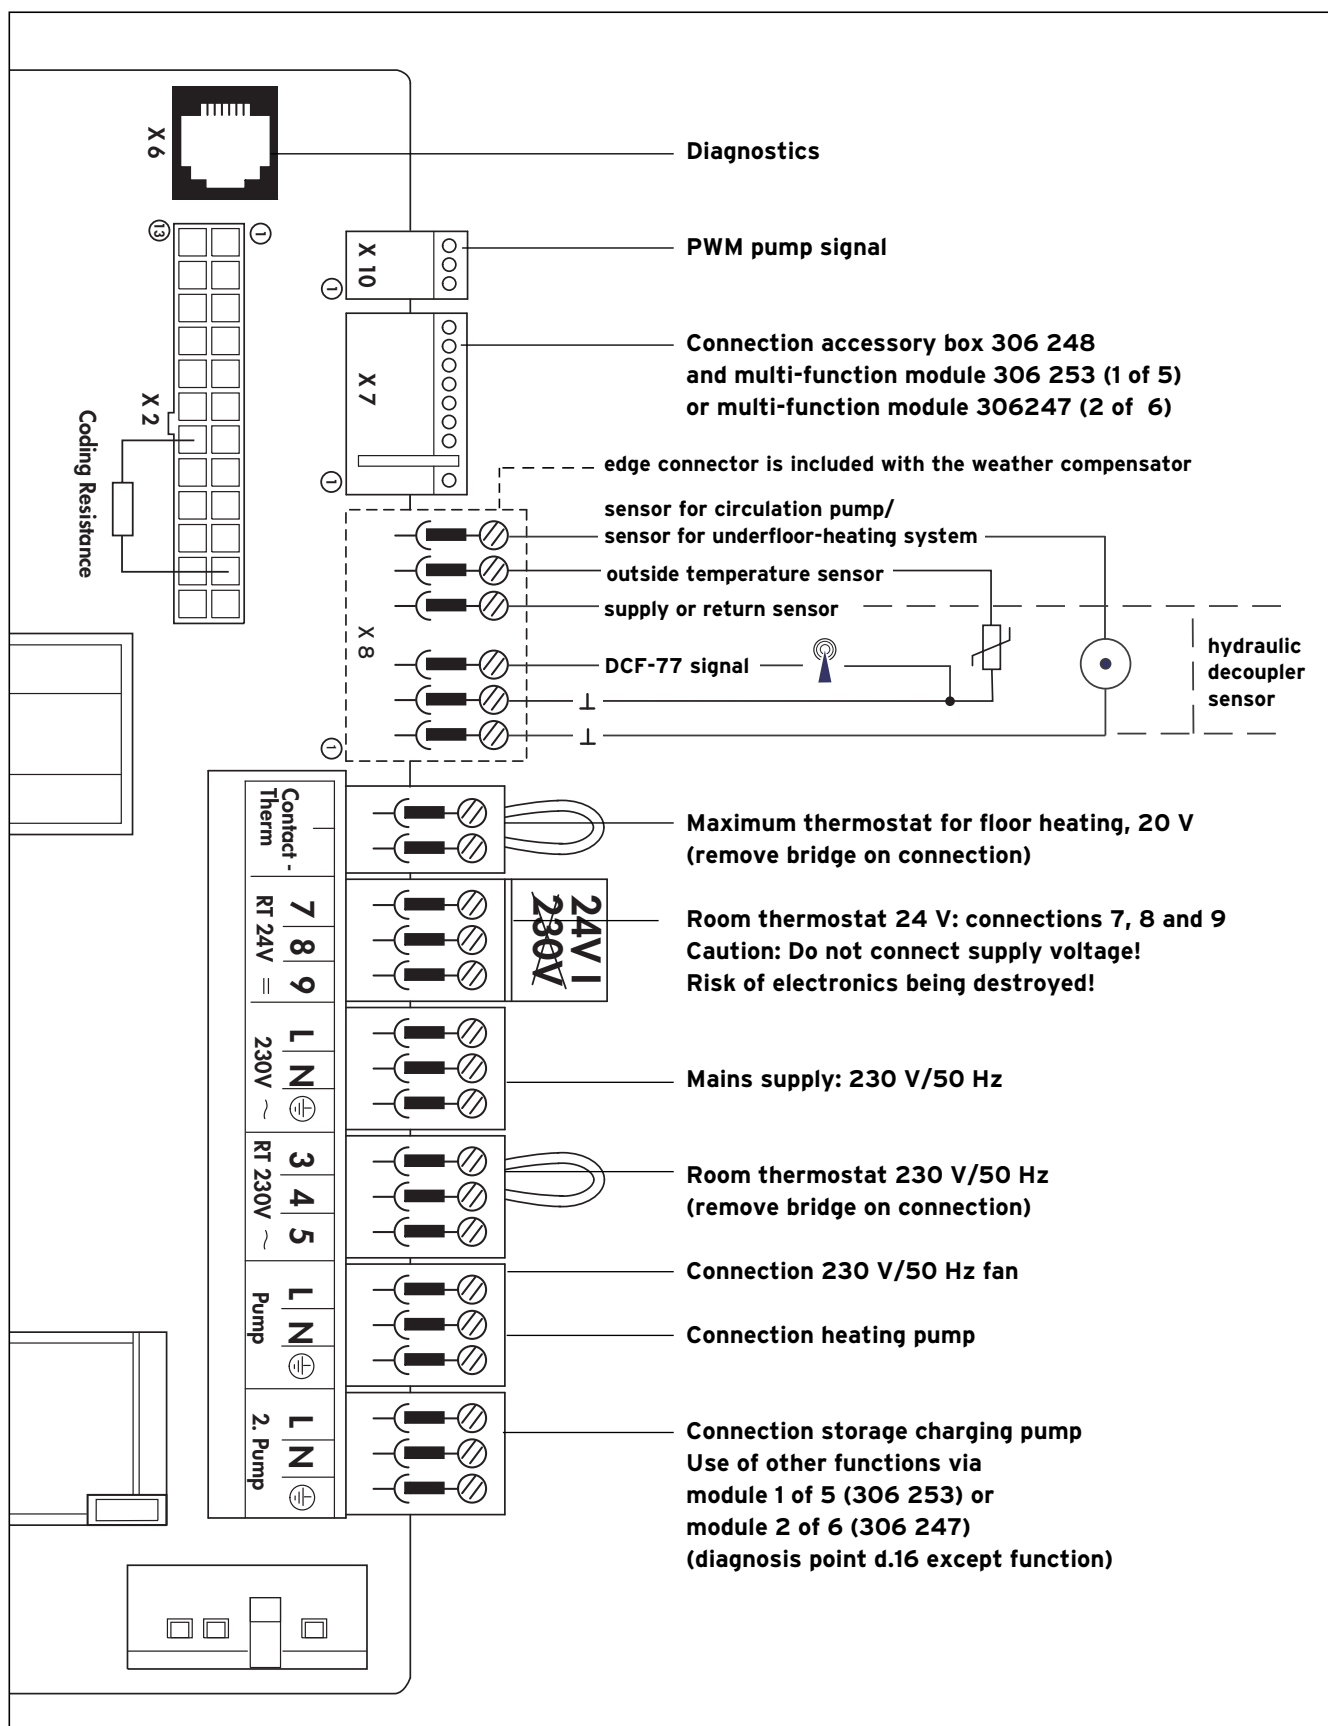 X 6
Diagnostics
13
1
X 10
1
PWM pump signal
X 7
1
Connection accessory box 306 248
and multi-function module 306 253 (1 of 5)
or multi-function module 306247 (2 of  6)
X 2
Coding Resistance
edge connector is included with the weather compensator
sensor for circulation pump/
sensor for underfloor-heating system
outside temperature sensor
supply or return sensor
X 8
DCF-77 signal
hydraulic
decoupler
sensor
1
Contact -
Therm
Maximum thermostat for floor heating, 20 V
(remove bridge on connection)
7 8 9
RT 24V =
24V !
230V
Room thermostat 24 V: connections 7, 8 and 9
Caution: Do not connect supply voltage!
Risk of electronics being destroyed!
L N
230V ~
Mains supply: 230 V/50 Hz
3 4 5
RT 230V ~
Room thermostat 230 V/50 Hz
(remove bridge on connection)
Connection 230 V/50 Hz fan
L N
Pump
Connection heating pump
L N
2. Pump
Connection storage charging pump
Use of other functions via
module 1 of 5 (306 253) or
module 2 of 6 (306 247)
(diagnosis point d.16 except function)